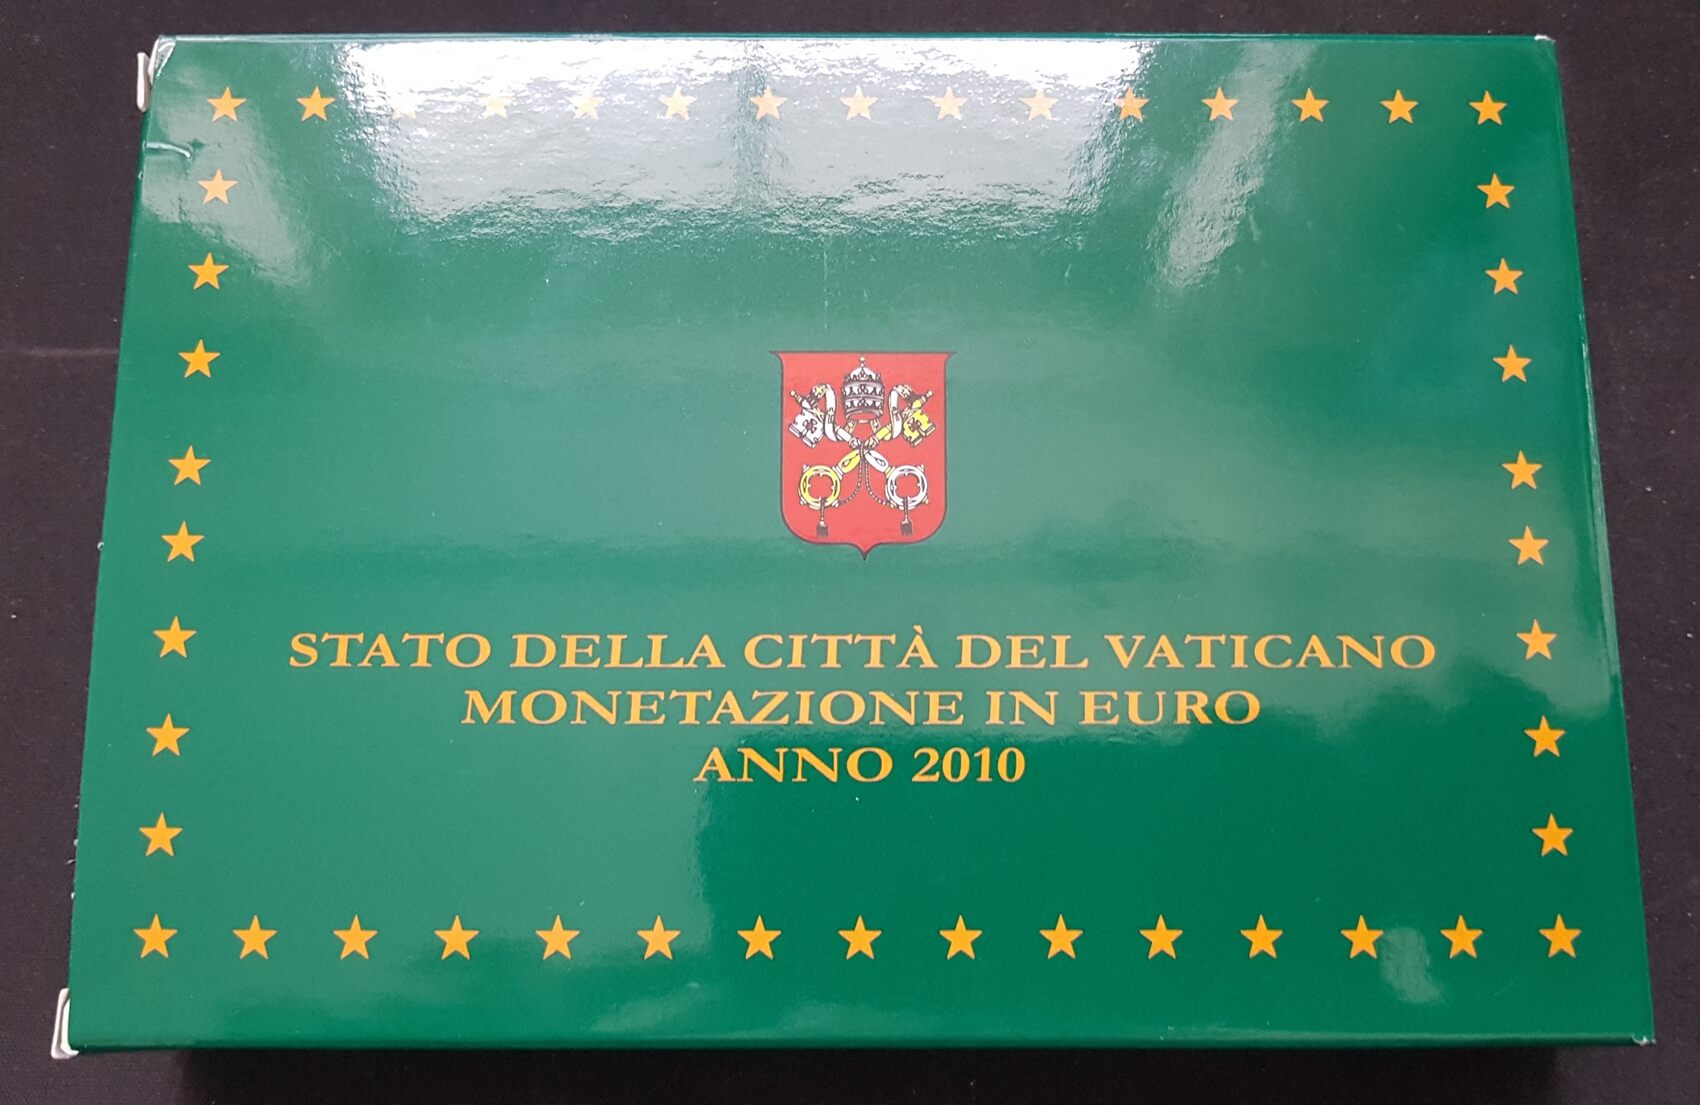 STATO DELLA CITTÀ DEL VATICANO
MONETAZIONE IN EURO
ANNO 2010